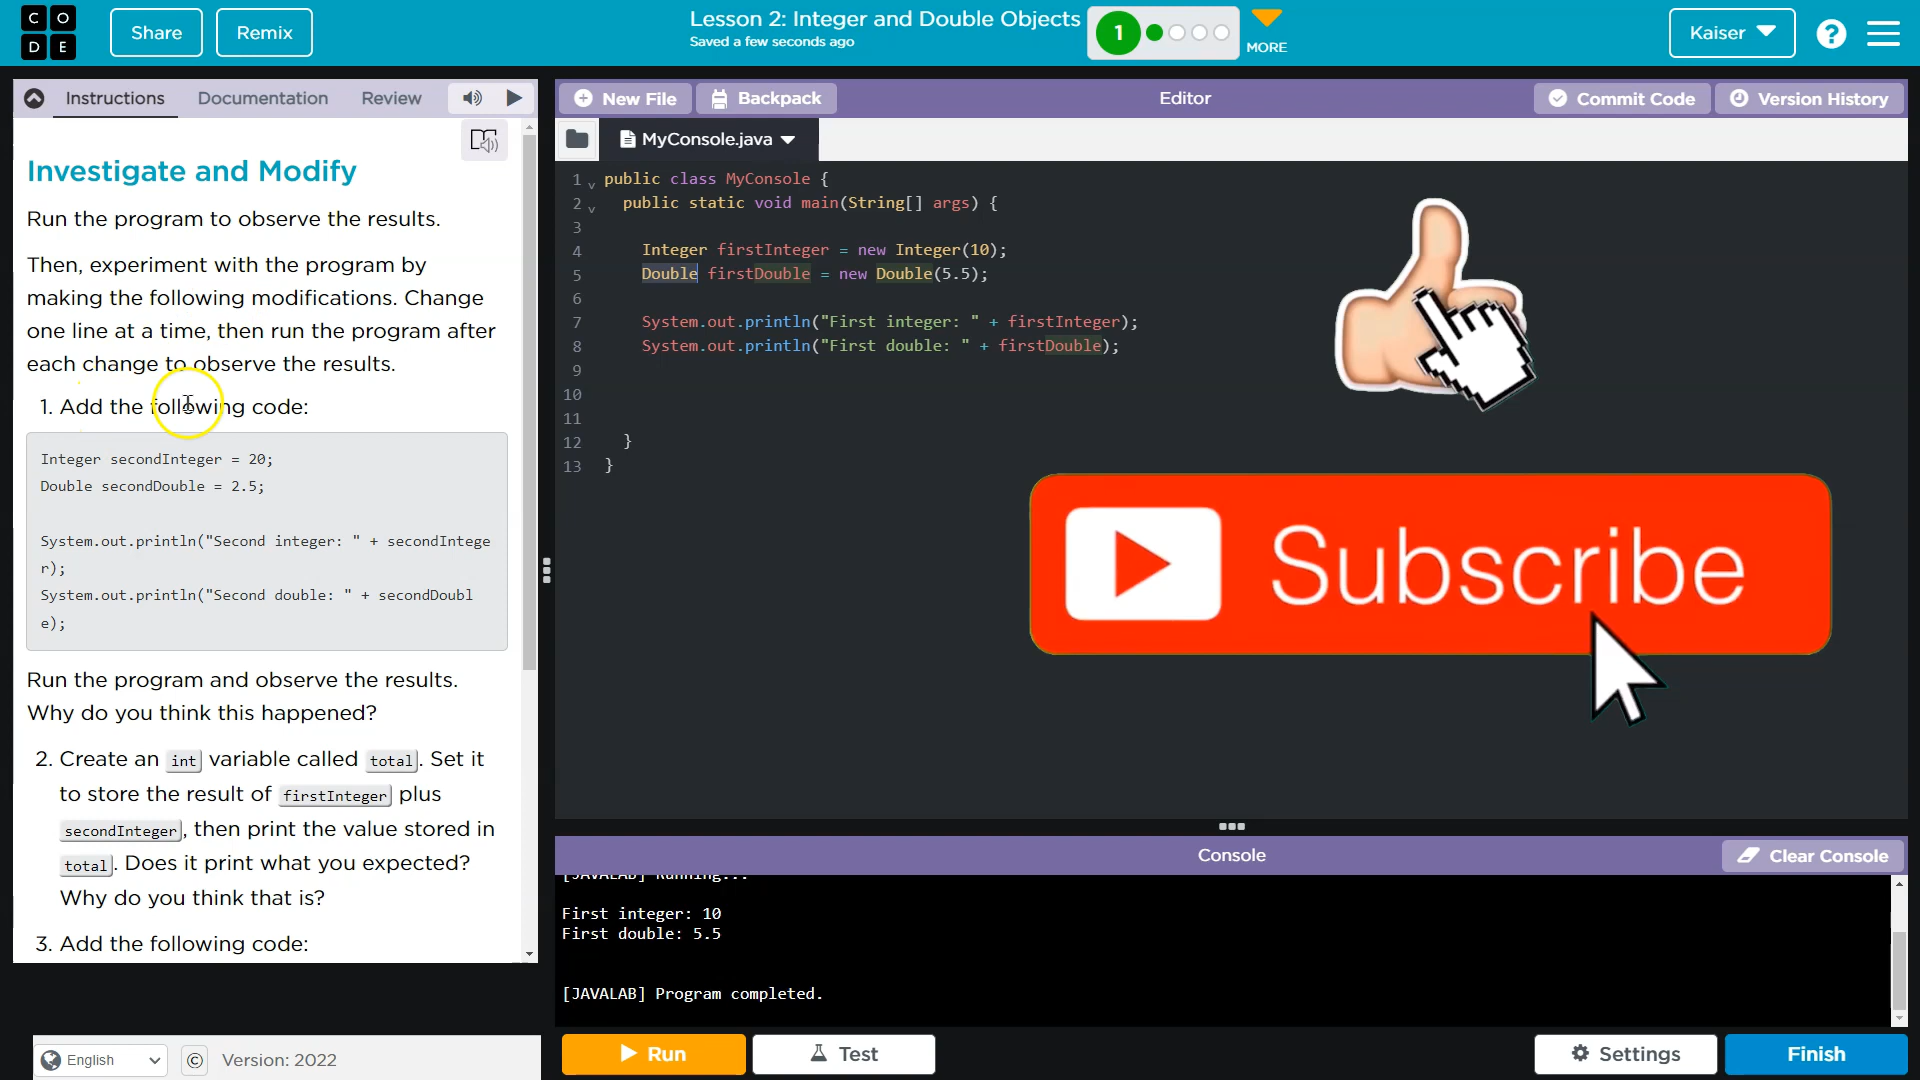 C O
D E
Share
Remix
Lesson 2: Integer and Double Objects
Saved a few seconds ago
1
MORE
Kaiser
?
Instructions
Documentation
Review
New File
Backpack
Editor
Commit Code
Version History
MyConsole.java
Investigate and Modify
Run the program to observe the results.
Then, experiment with the program by
making the following modifications. Change
one line at a time, then run the program after
each change to observe the results.
1. Add the following code:
Integer secondInteger = 20;
Double secondDouble = 2.5;
System.out.println("Second integer: " + secondIntege
r);
System.out.println("Second double: " + secondDoubl
e);
Run the program and observe the results.
Why do you think this happened?
2. Create an int variable called total. Set it
to store the result of firstInteger plus
secondInteger, then print the value stored in
total. Does it print what you expected?
Why do you think that is?
3. Add the following code:
1 public class MyConsole {
2 public static void main(String[] args) {
3
4 Integer firstInteger = new Integer(10);
5 Double firstDouble = new Double(5.5);
6
7 System.out.println("First integer: " + firstInteger);
8 System.out.println("First double: " + firstDouble);
9
10
11
12 }
13 }
Subscribe
Console
Clear Console
[JAVALAB] Running...
First integer: 10
First double: 5.5
[JAVALAB] Program completed.
English
©
Version: 2022
Run
Test
Settings
Finish